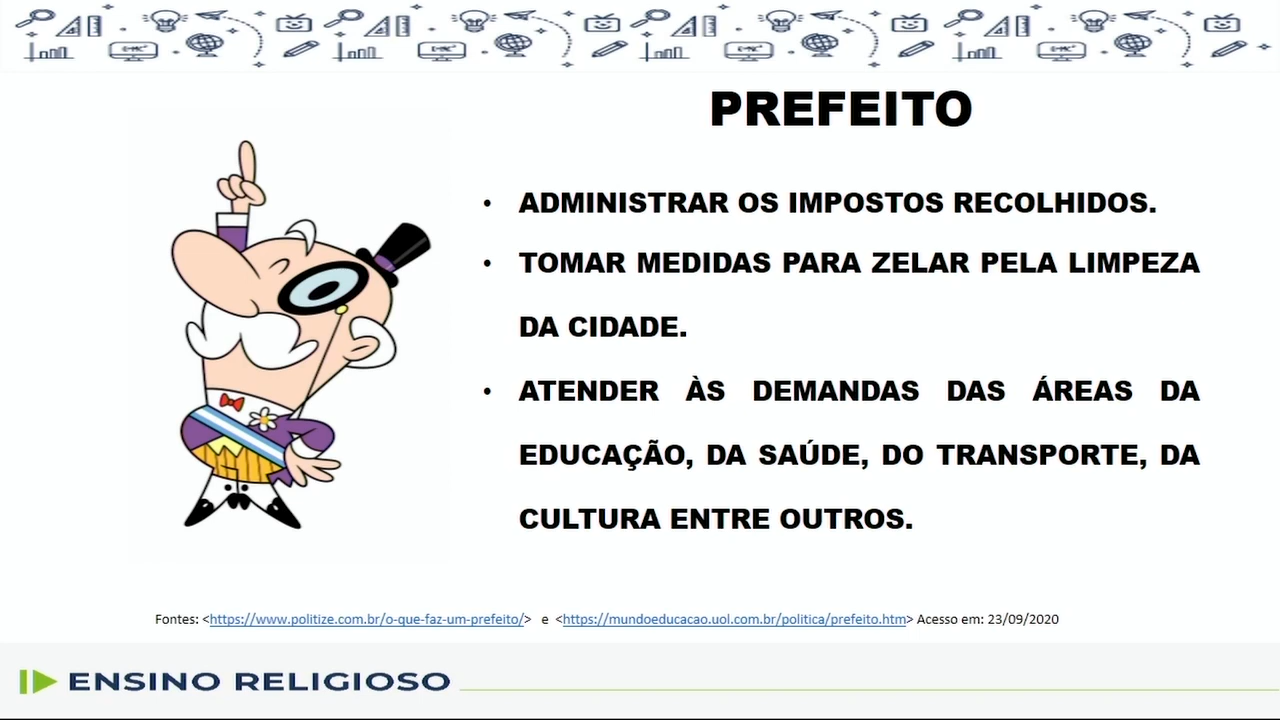 PREFEITO
• ADMINISTRAR OS IMPOSTOS RECOLHIDOS.
• TOMAR MEDIDAS PARA ZELAR PELA LIMPEZA
DA CIDADE.
• ATENDER ÀS DEMANDAS DAS ÁREAS DA
EDUCAÇÃO, DA SAÚDE, DO TRANSPORTE, DA
CULTURA ENTRE OUTROS.
Fontes: <https://www.politize.com.br/o-que-faz-um-prefeito/> e <https://mundoeducacao.uol.com.br/politica/prefeito.htm> Acesso em: 23/09/2020
ENSINO RELIGIOSO